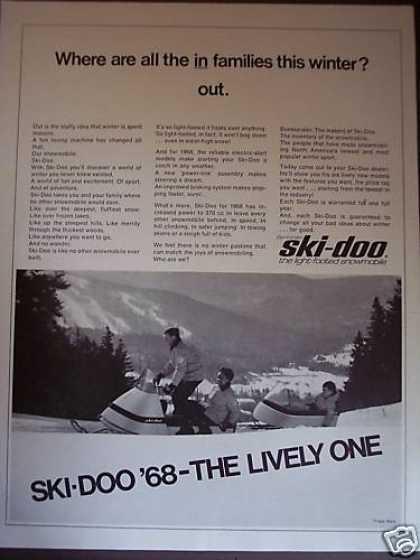 Where are all the in families this winter?
out.
Out is the stuffy idea that winter is spent indoors.
A fun loving machine has changed all that.
Our snowmobile.
Ski-Doo.
With Ski-Doo you'll discover a world of winter you never knew existed.
A world of fun and excitement. Of sport. And of adventure.
Ski-Doo takes you and your family where no other snowmobile would dare.
Like over the deepest, fluffiest snow.
Like over frozen lakes.
Like up the steepest hills. Like merrily through the thickest woods.
Like anywhere you want to go.
And no wonder.
Ski-Doo is like no other snowmobile ever built.
It's so light-footed it floats over anything. So light-footed, in fact, it won't bog down ... even in waist-high snow!
And for 1968, the reliable electric-start models make starting your Ski-Doo a cinch in any weather.
A new power-rise assembly makes steering a dream.
An improved braking system makes stopping faster, surer.
What's more, Ski-Doo for 1968 has increased power to 370 cc to leave every other snowmobile behind. In speed. In hill climbing. In safer jumping. In towing skiers or a sleigh full of kids.
We feel there is no winter pastime that can match the joys of snowmobiling.
Who are we?
Bombardier. The makers of Ski-Doo.
The inventors of the snowmobile.
The people that have made snowmobiling North America's newest and most popular winter sport.
Today come out to your Ski-Doo dealer. He'll show you his six lively new models with the features you want, the price tag you want ... starting from the lowest in the industry!
Each Ski-Doo is warranted for one full year.
And, each Ski-Doo is guaranteed to change all your bad ideas about winter ... for good.
ski-doo
the light-footed snowmobile
SKI-DOO '68-THE LIVELY ONE